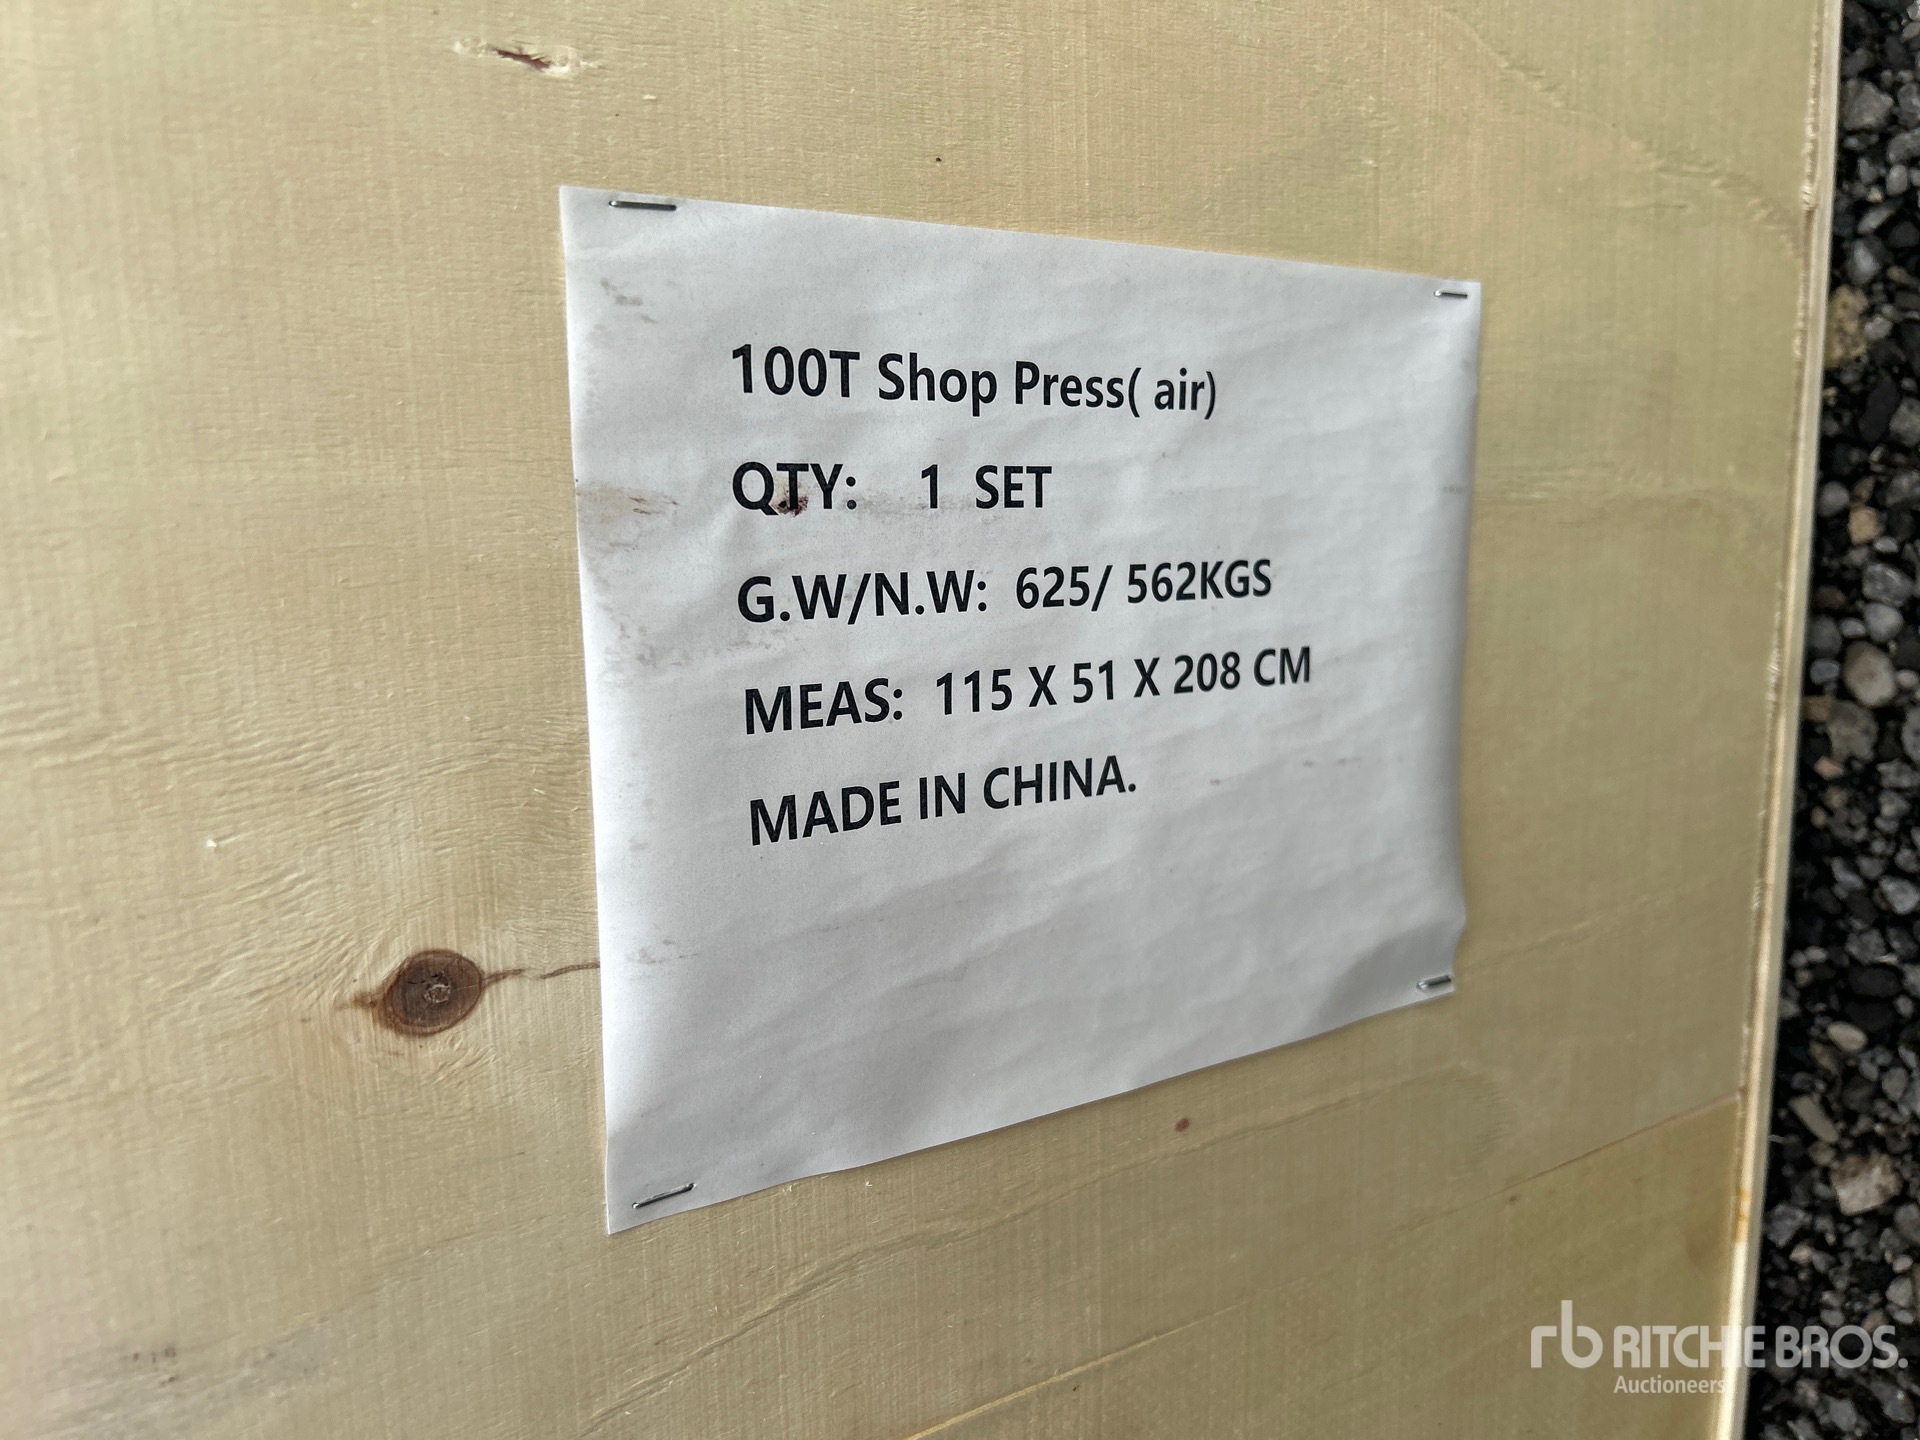 100T Shop Press( air)
QTY: 1 SET
G.W/N.W: 625/ 562KGS
MEAS: 115 X 51 X 208 CM
MADE IN CHINA.
rb RITCHIE BROS.
Auctioneers